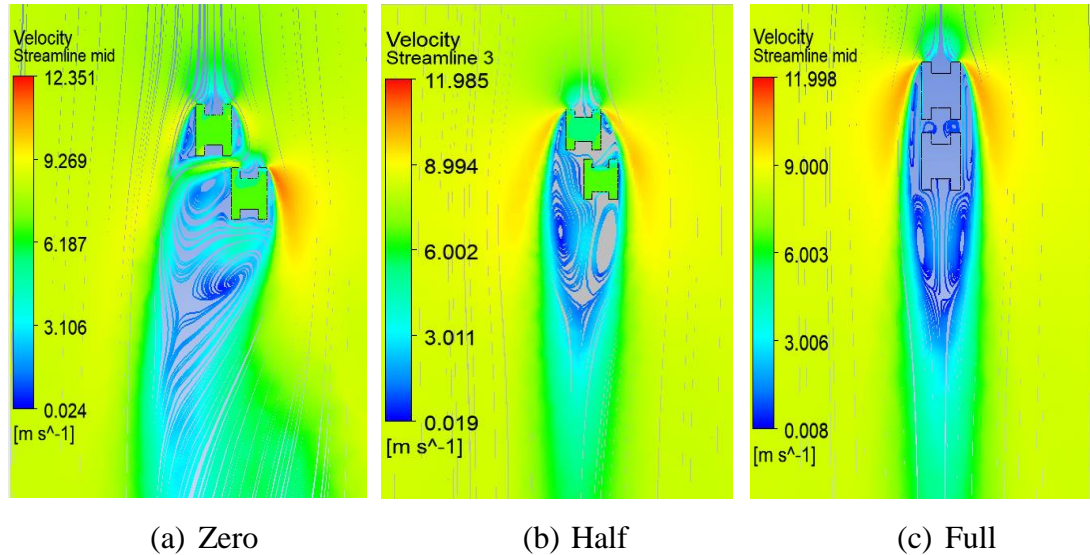 Velocity
Streamline mid
12.351
9.269
6.187
3.106
0.024
[m s^-1]
Velocity
Streamline 3
11.985
8.994
6.002
3.011
0.019
[m s^-1]
Velocity
Streamline mid
11.998
9.000
6.003
3.006
0.008
[m s^-1]
(a) Zero
(b) Half
(c) Full